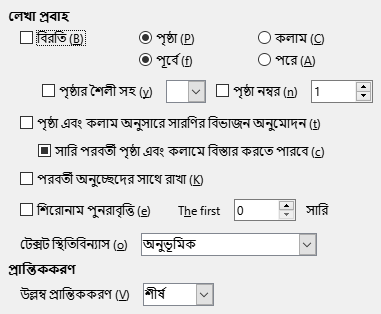 লেখা প্রবাহ
বিরতি (B) পৃষ্ঠা (P) কলাম (C)
পূর্বে (f) পরে (A)
পৃষ্ঠার শৈলী সহ (y) পৃষ্ঠা নম্বর (n) 1
পৃষ্ঠা এবং কলাম অনুসারে সারণির বিভাজন অনুমোদন (t)
সারি পরবর্তী পৃষ্ঠা এবং কলামে বিস্তার করতে পারবে (c)
পরবর্তী অনুচ্ছেদের সাথে রাখা (K)
শিরোনাম পুনরাবৃত্তি (e) The first 0 সারি
টেক্সট স্থিতিবিন্যাস (o) অনুভূমিক
প্রান্তিককরণ
উল্লম্ব প্রান্তিককরণ (V) শীর্ষ